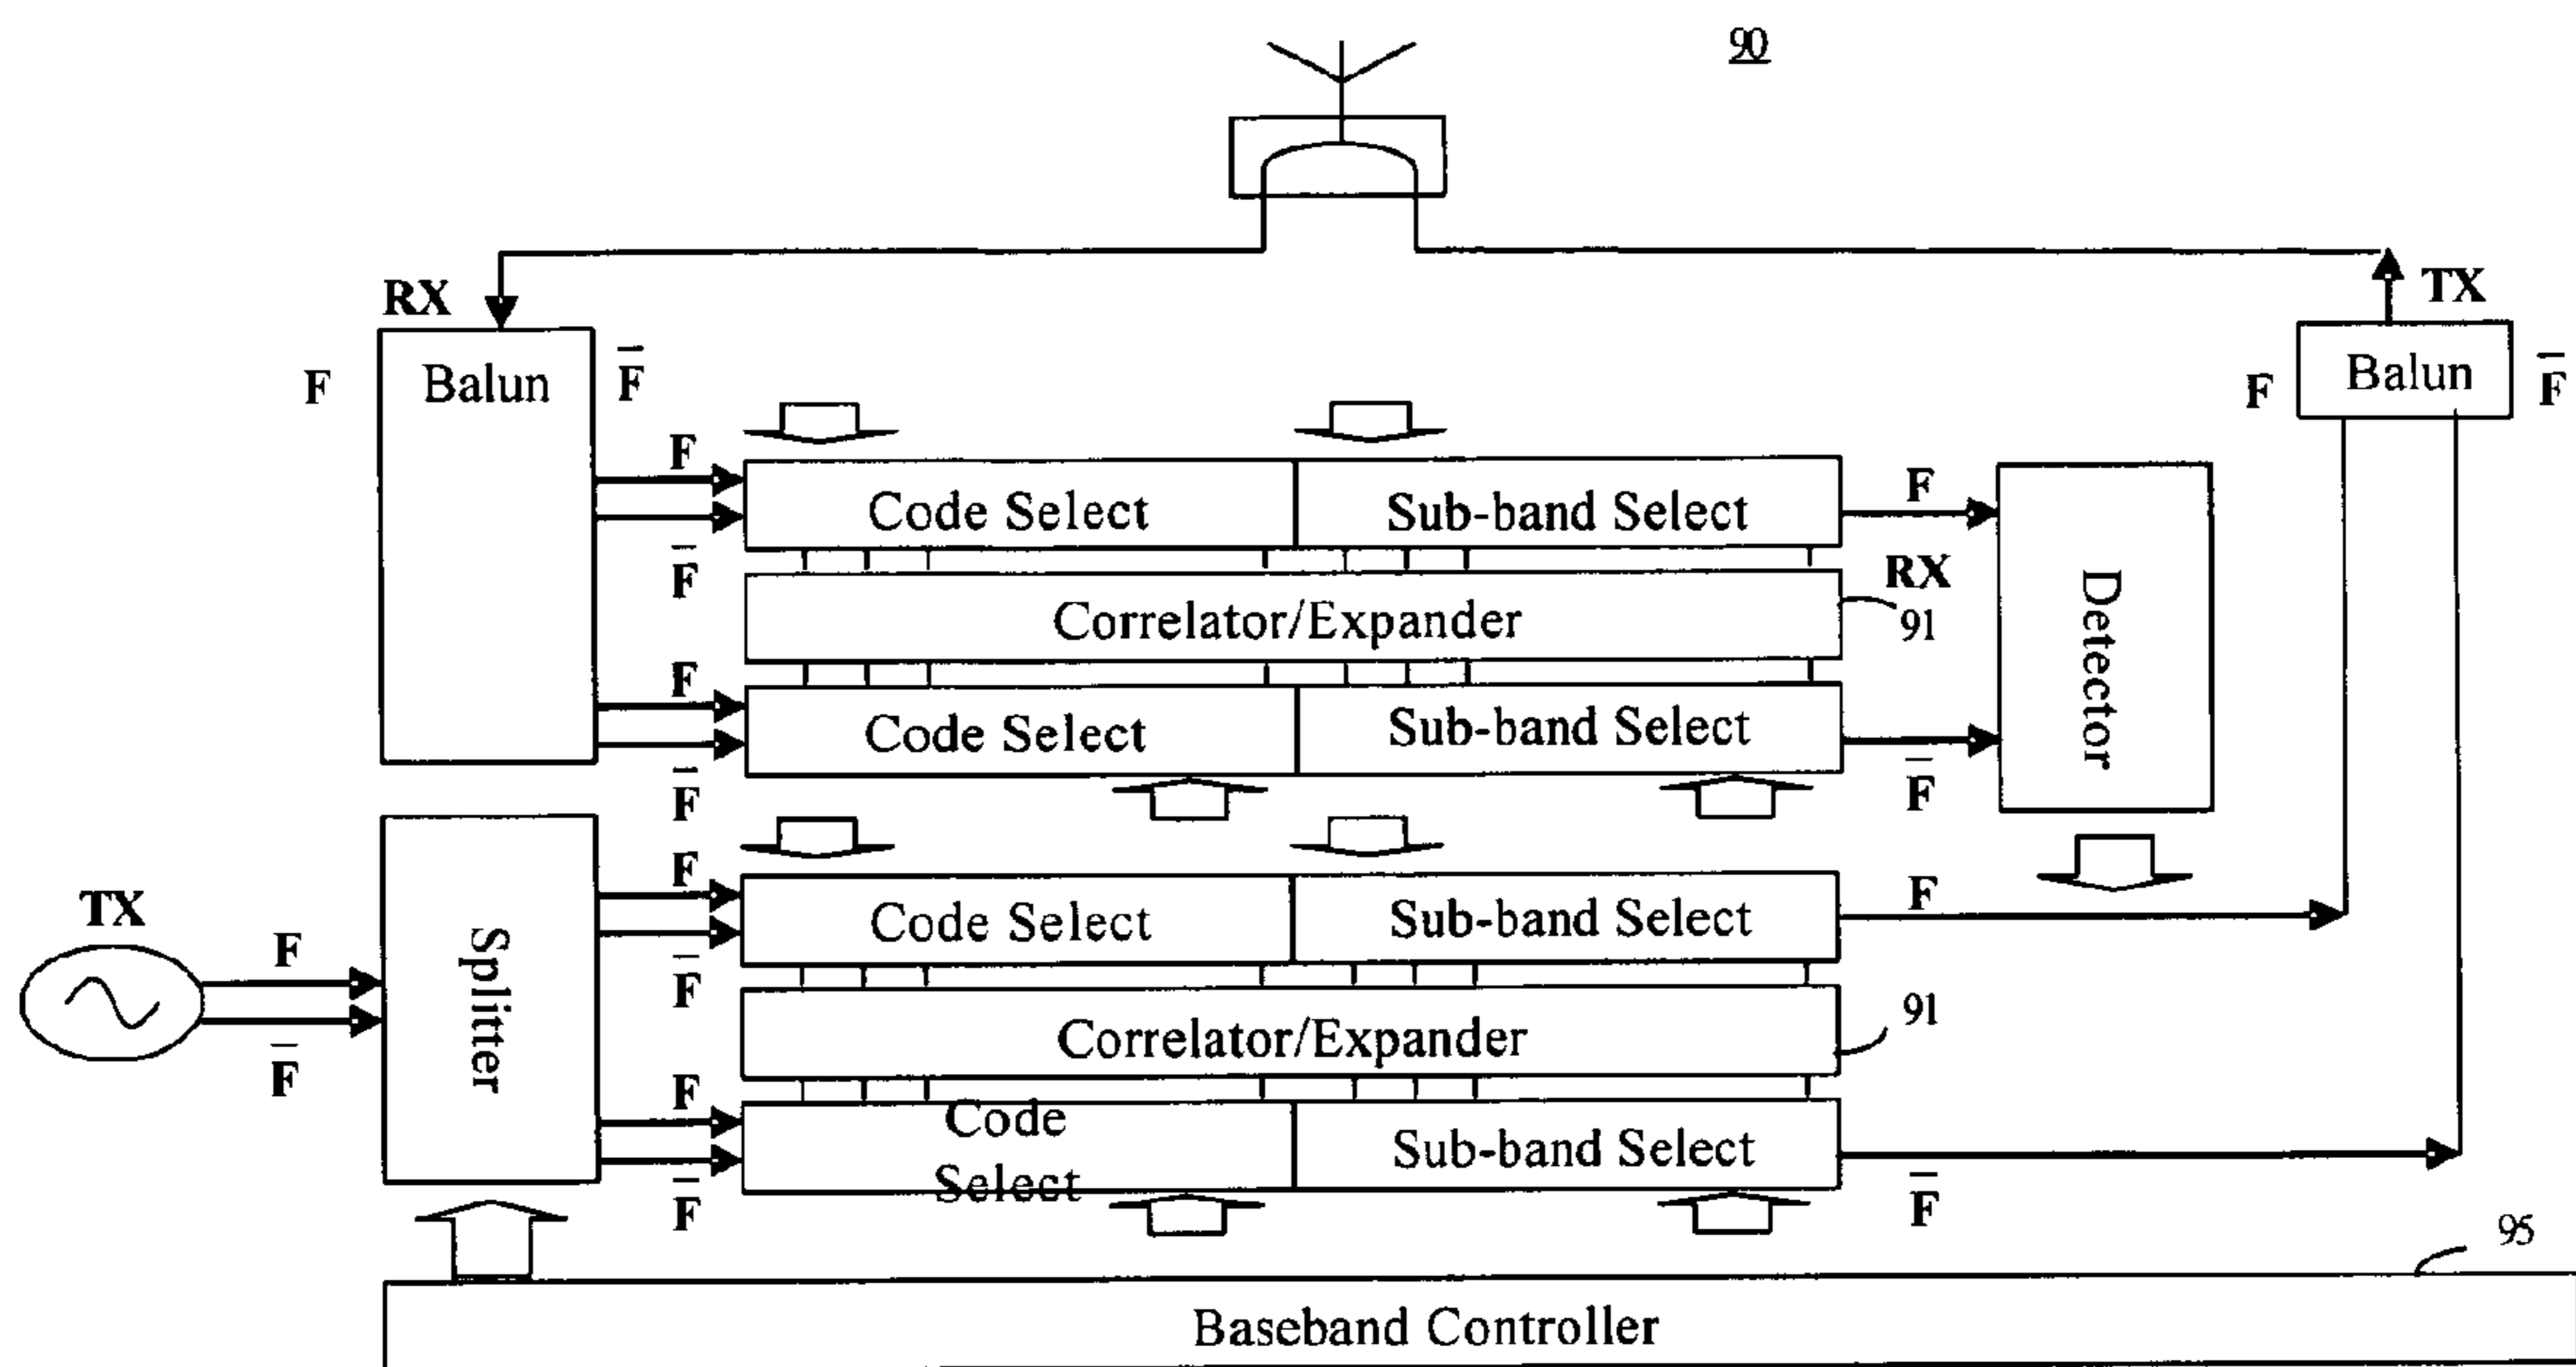 90
RX
TX
F
Balun
F̅
F
Balun
F̅
F
Code Select
Sub-band Select
F
F̅
RX
Correlator/Expander
91
Detector
F
Code Select
Sub-band Select
F̅
F̅
F
TX
F
Code Select
Sub-band Select
F
Splitter
F̅
91
Correlator/Expander
F̅
F
Code
Select
Sub-band Select
F̅
F̅
95
Baseband Controller